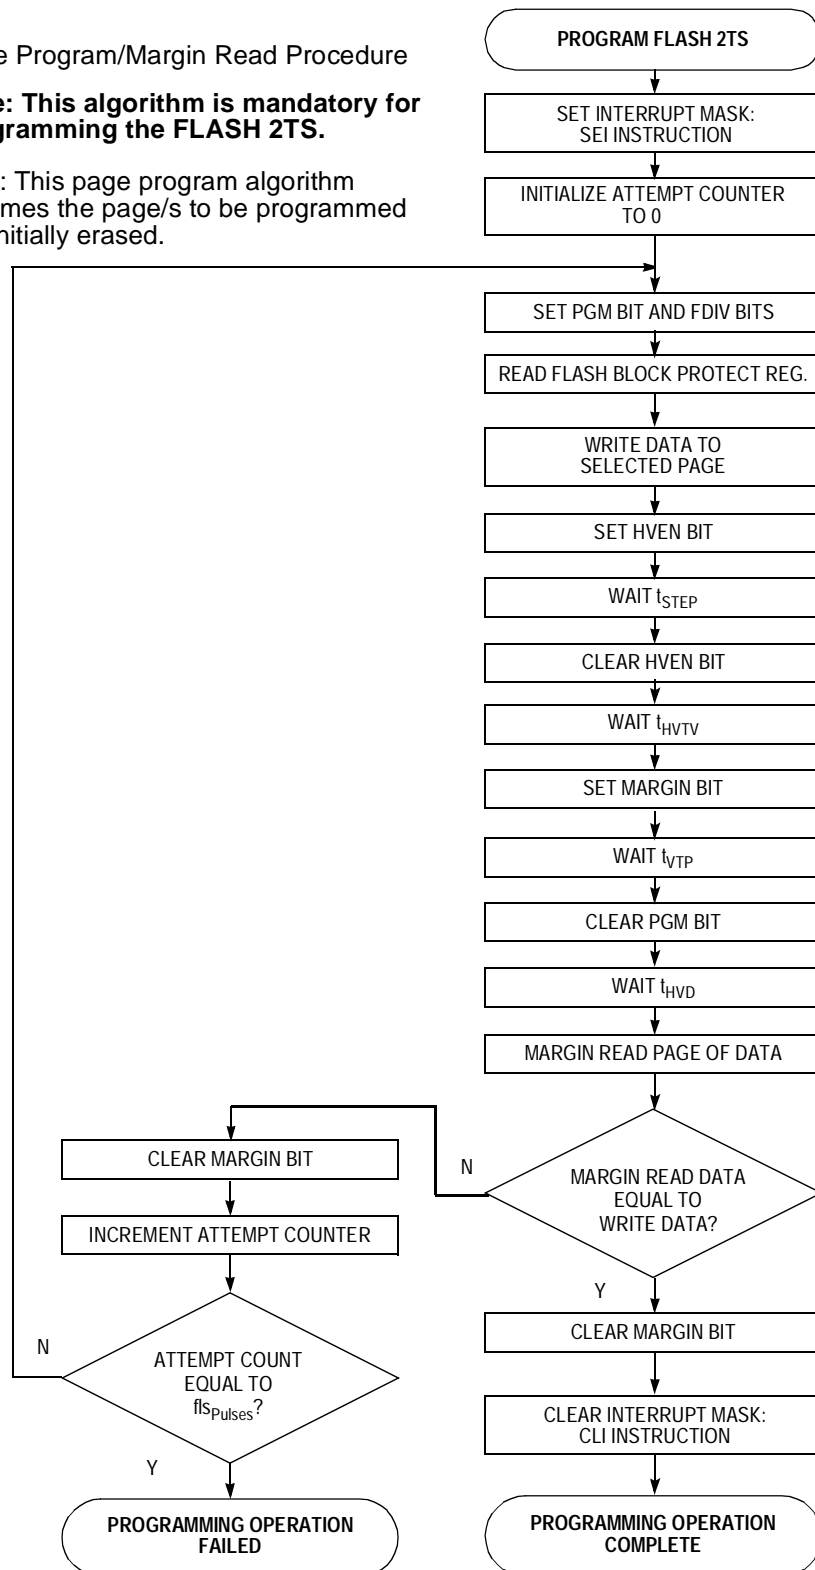 e Program/Margin Read Procedure
e: This algorithm is mandatory for
gramming the FLASH 2TS.
: This page program algorithm
mes the page/s to be programmed
nitially erased.
PROGRAM FLASH 2TS
SET INTERRUPT MASK:
SEI INSTRUCTION
INITIALIZE ATTEMPT COUNTER
TO 0
SET PGM BIT AND FDIV BITS
READ FLASH BLOCK PROTECT REG.
WRITE DATA TO
SELECTED PAGE
SET HVEN BIT
WAIT tSTEP
CLEAR HVEN BIT
WAIT tHVTV
SET MARGIN BIT
WAIT tVTP
CLEAR PGM BIT
WAIT tHVD
MARGIN READ PAGE OF DATA
MARGIN READ DATA
EQUAL TO
WRITE DATA?
N
CLEAR MARGIN BIT
INCREMENT ATTEMPT COUNTER
ATTEMPT COUNT
EQUAL TO
flsPulses?
N
Y
PROGRAMMING OPERATION
FAILED
Y
CLEAR MARGIN BIT
CLEAR INTERRUPT MASK:
CLI INSTRUCTION
PROGRAMMING OPERATION
COMPLETE